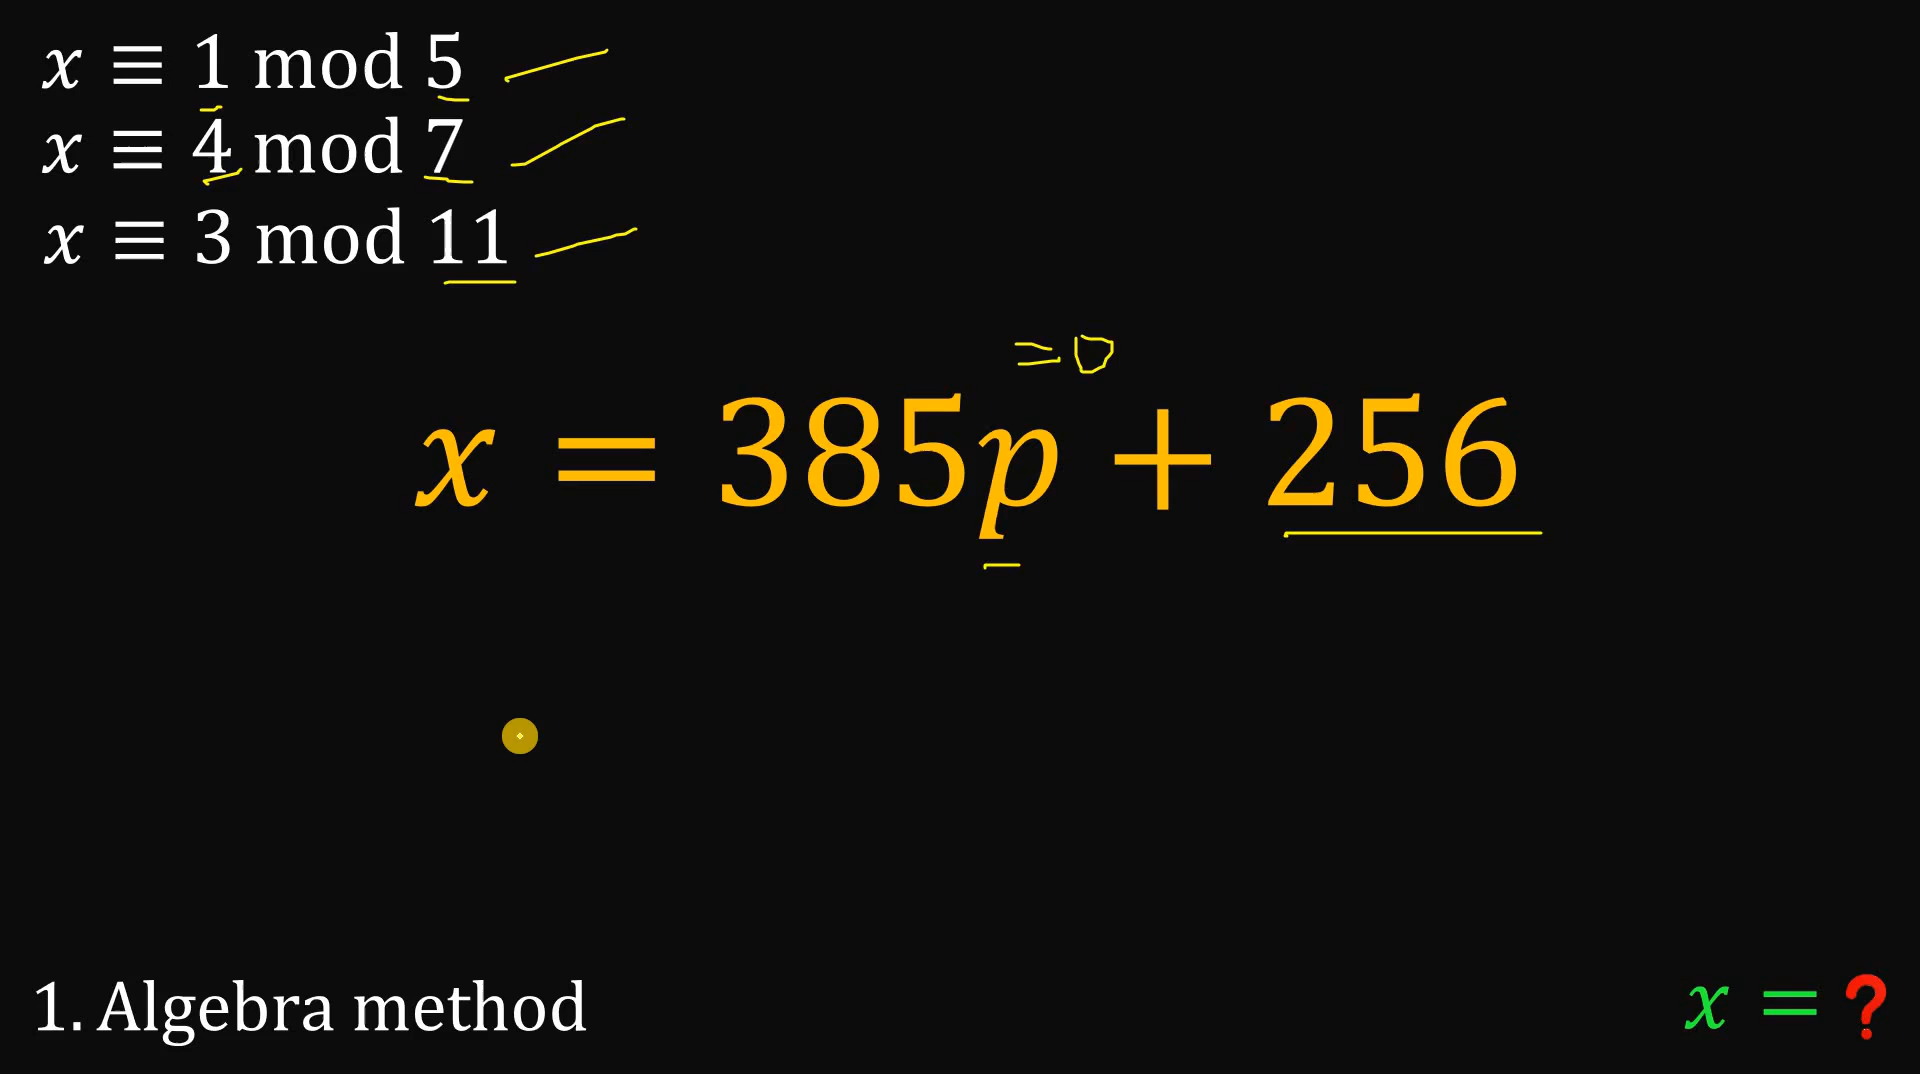 x ≡ 1 mod 5
x ≡ 4 mod 7
x ≡ 3 mod 11
= 0
x = 385p + 256
1. Algebra method
x = ?